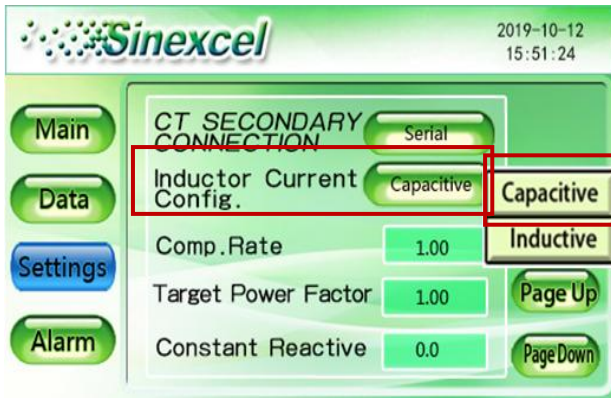 Sinexcel
2019-10-12
15:51:24
Main
Data
Settings
Alarm
CT SECONDARY
CONNECTION
Serial
Inductor Current
Config.
Capacitive
Capacitive
Inductive
Comp.Rate
1.00
Target Power Factor
1.00
Page Up
Constant Reactive
0.0
Page Down